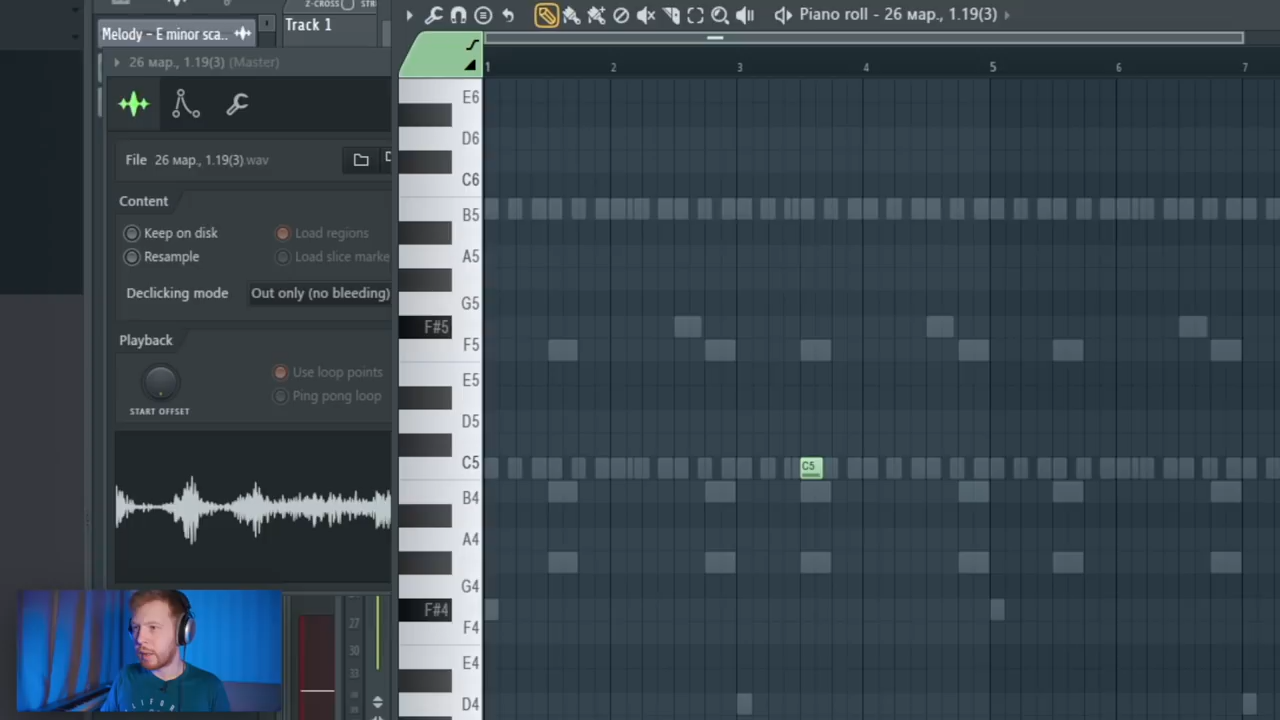 Z-CROSS
Melody – E minor sca..
Track 1
Piano roll - 26 мар., 1.19(3)
26 мар., 1.19(3) (Master)
1 2 3 4 5 6 7
File 26 мар., 1.19(3).wav
Content
Keep on disk
Load regions
Resample
Load slice marke
Declicking mode
Out only (no bleeding)
Playback
START OFFSET
Use loop points
Ping pong loop
E6
D6
C6
B5
A5
G5
F#5
F5
E5
D5
C5
C5
B4
A4
G4
F#4
F4
E4
D4
27
30
33